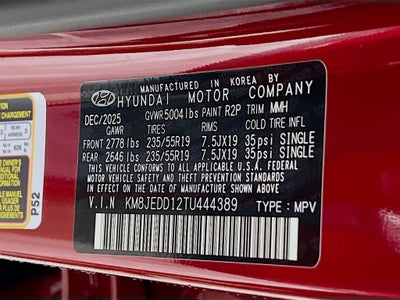 MANUFACTURED IN KOREA BY
HYUNDAI MOTOR COMPANY
DEC/2025 GVWR 5004 lbs PAINT R2P TRIM MMH
GAWR TIRE RIMS COLD TIRE INFL
FRONT 2778 lbs 235/55R19 7.5JX19 35psi SINGLE
REAR 2646 lbs 235/55R19 7.5JX19 35psi SINGLE
THIS VEHICLE CONFORMS TO ALL APPLICABLE U.S.A. FEDERAL
MOTOR VEHICLE SAFETY, BUMPER, AND THEFT PREVENTION
STANDARDS IN EFFECT ON THE DATE OF MANUFACTURE SHOWN ABOVE.
V.I.N KM8JEDD12TU444389 TYPE: MPV
P52